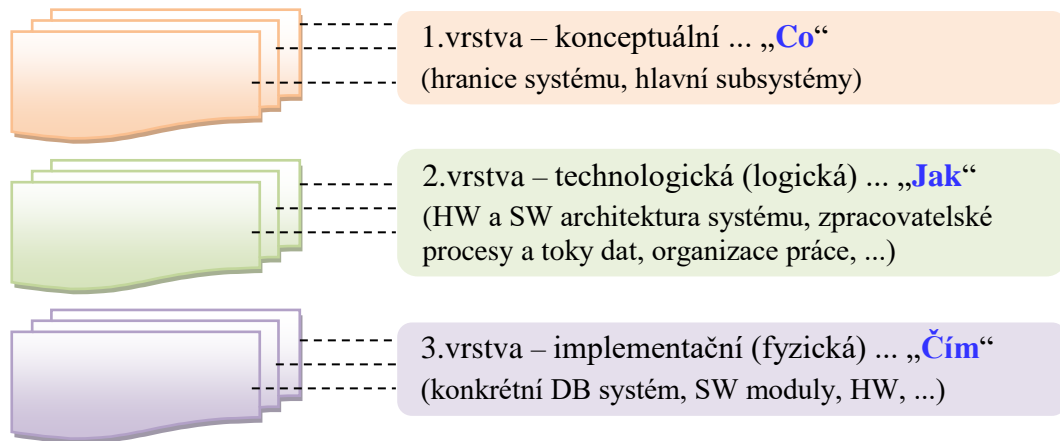 1.vrstva – konceptuální ... „Co“
(hranice systému, hlavní subsystémy)
2.vrstva – technologická (logická) ... „Jak“
(HW a SW architektura systému, zpracovatelské
procesy a toky dat, organizace práce, ...)
3.vrstva – implementační (fyzická) ... „Čím“
(konkrétní DB systém, SW moduly, HW, ...)